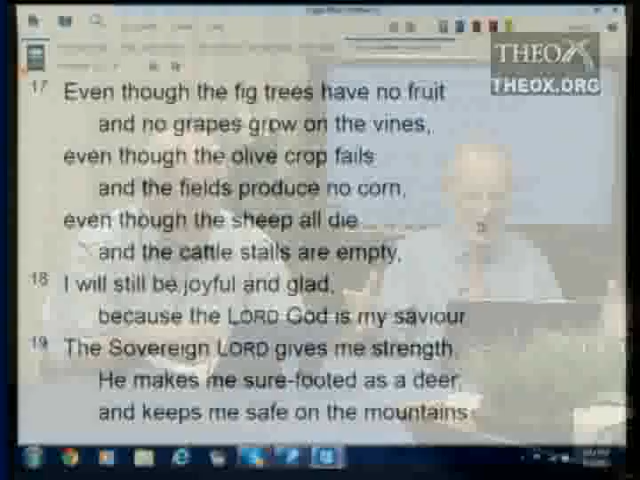 THEOX
THEOX.ORG
17 Even though the fig trees have no fruit
and no grapes grow on the vines,
even though the olive crop fails
and the fields produce no corn,
even though the sheep all die
and the cattle stalls are empty,
18 I will still be joyful and glad,
because the LORD God is my saviour
19 The Sovereign LORD gives me strength.
He makes me sure-footed as a deer,
and keeps me safe on the mountains